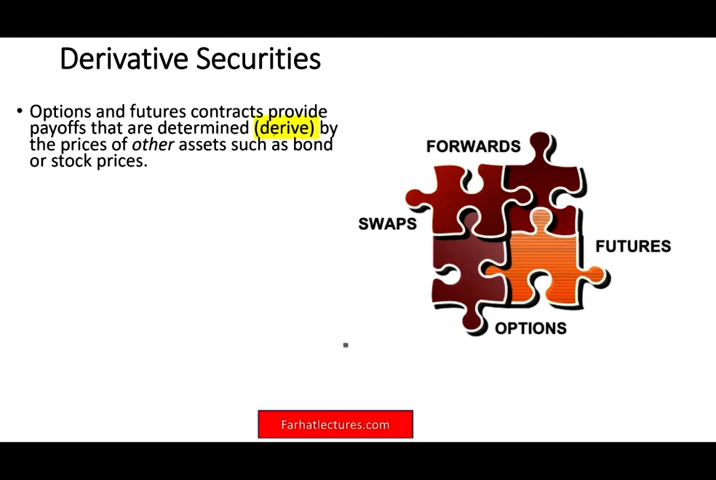 Derivative Securities
• Options and futures contracts provide
payoffs that are determined (derive) by
the prices of other assets such as bond
or stock prices.
FORWARDS
SWAPS
FUTURES
OPTIONS
Farhatlectures.com